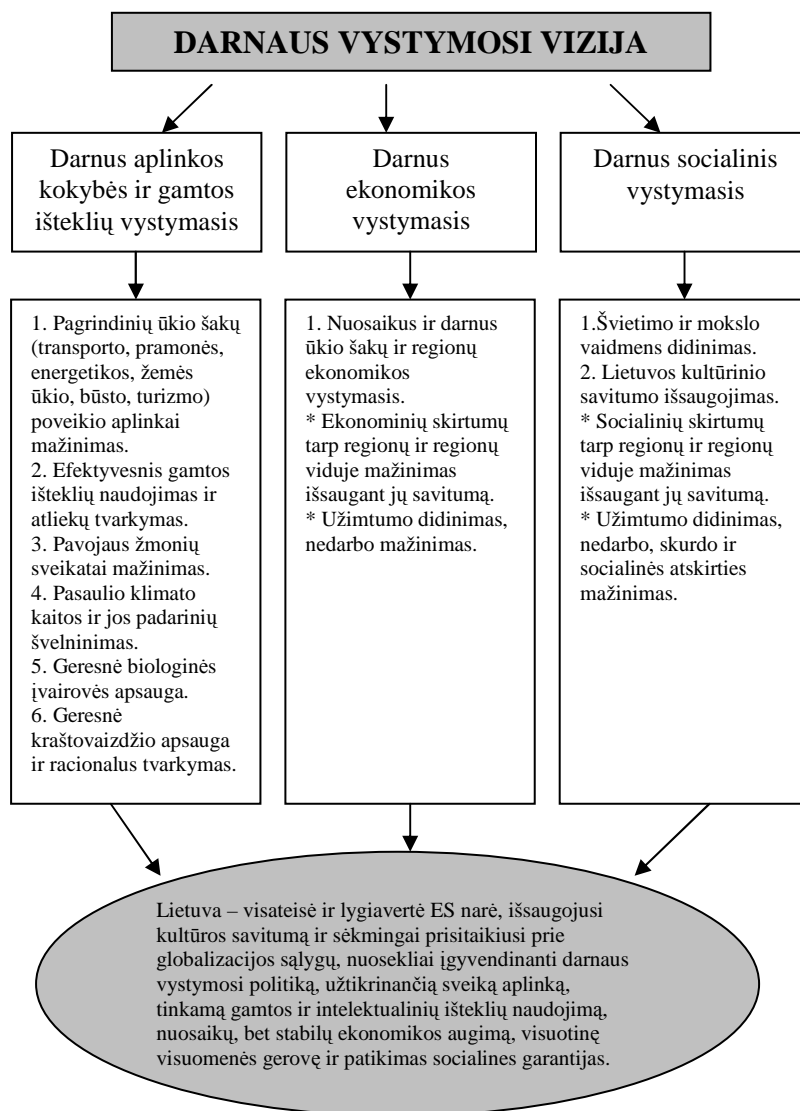 DARNAUS VYSTYMOSI VIZIJA
Darnus aplinkos
kokybės ir gamtos
išteklių vystymasis
Darnus
ekonomikos
vystymasis
Darnus socialinis
vystymasis
1. Pagrindinių ūkio šakų
(transporto, pramonės,
energetikos, žemės
ūkio, būsto, turizmo)
poveikio aplinkai
mažinimas.
2. Efektyvesnis gamtos
išteklių naudojimas ir
atliekų tvarkymas.
3. Pavojaus žmonių
sveikatai mažinimas.
4. Pasaulio klimato
kaitos ir jos padarinių
švelninimas.
5. Geresnė biologinės
įvairovės apsauga.
6. Geresnė
kraštovaizdžio apsauga
ir racionalus tvarkymas.
1. Nuosaikus ir darnus
ūkio šakų ir regionų
ekonomikos
vystymasis.
* Ekonominių skirtumų
tarp regionų ir regionų
viduje mažinimas
išsaugant jų savitumą.
* Užimtumo didinimas,
nedarbo mažinimas.
1.Švietimo ir mokslo
vaidmens didinimas.
2. Lietuvos kultūrinio
savitumo išsaugojimas.
* Socialinių skirtumų
tarp regionų ir regionų
viduje mažinimas
išsaugant jų savitumą.
* Užimtumo didinimas,
nedarbo, skurdo ir
socialinės atskirties
mažinimas.
Lietuva – visateisė ir lygiavertė ES narė, išsaugojusi
kultūros savitumą ir sėkmingai prisitaikiusi prie
globalizacijos sąlygų, nuosekliai įgyvendinanti darnaus
vystymosi politiką, užtikrinančią sveiką aplinką,
tinkamą gamtos ir intelektualinių išteklių naudojimą,
nuosaikų, bet stabilų ekonomikos augimą, visuotinę
visuomenės gerovę ir patikimas socialines garantijas.